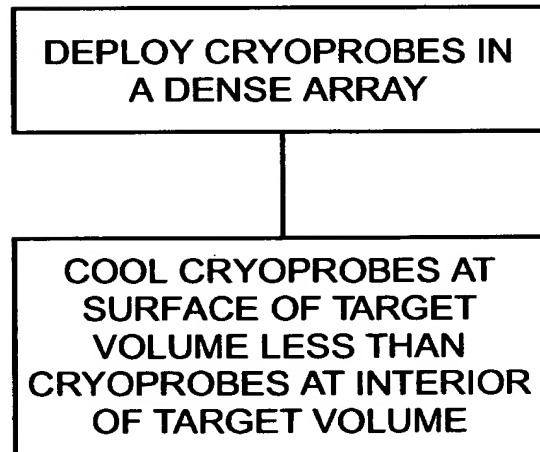 DEPLOY CRYOPROBES IN
A DENSE ARRAY
COOL CRYOPROBES AT
SURFACE OF TARGET
VOLUME LESS THAN
CRYOPROBES AT INTERIOR
OF TARGET VOLUME